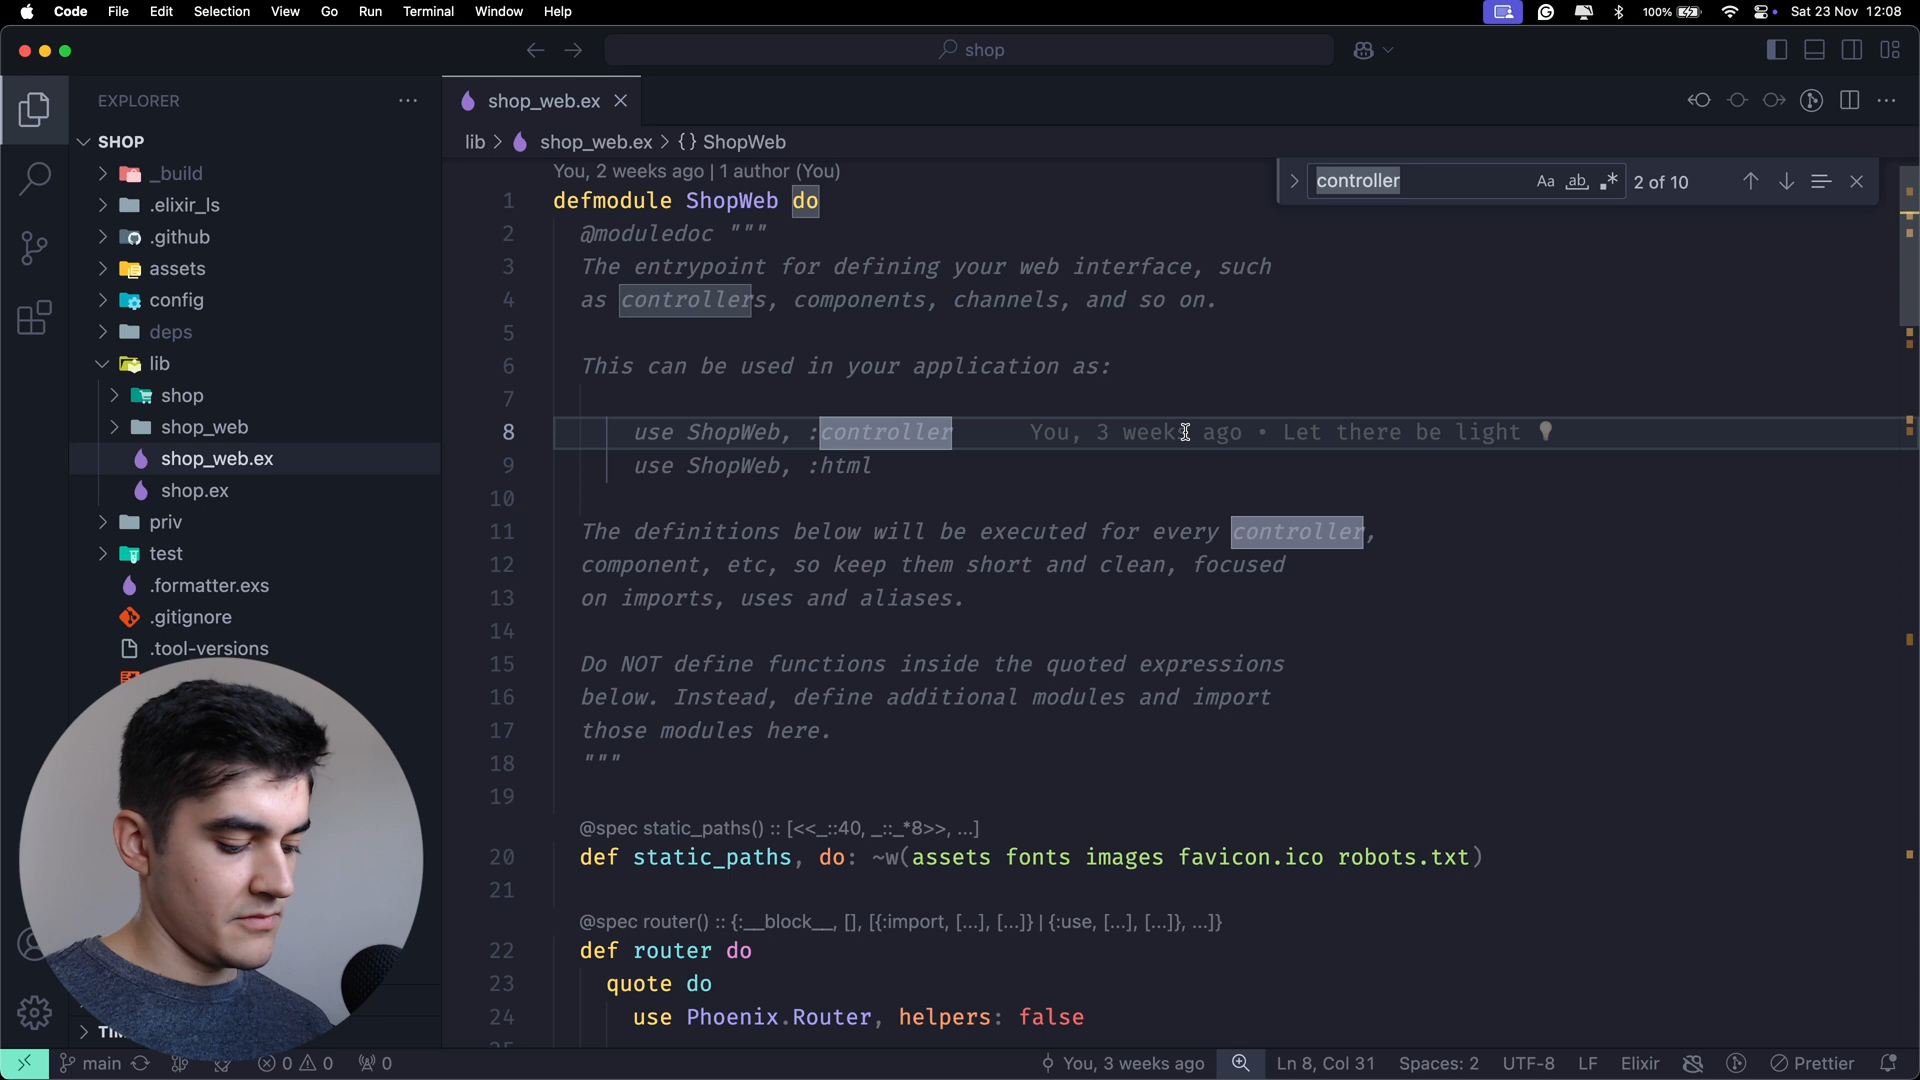 Code File Edit Selection View Go Run Terminal Window Help 100% Sat 23 Nov 12:08
shop
EXPLORER
shop_web.ex
SHOP
lib > shop_web.ex > {} ShopWeb
_build
.elixir_ls
.github
assets
config
deps
lib
shop
shop_web
shop_web.ex
shop.ex
priv
test
.formatter.exs
.gitignore
.tool-versions
controller Aa ab 2 of 10
You, 2 weeks ago | 1 author (You)
1 defmodule ShopWeb do
2 @moduledoc """
3 The entrypoint for defining your web interface, such
4 as controllers, components, channels, and so on.
5
6 This can be used in your application as:
7
8 use ShopWeb, :controller You, 3 weeks ago • Let there be light
9 use ShopWeb, :html
10
11 The definitions below will be executed for every controller,
12 component, etc, so keep them short and clean, focused
13 on imports, uses and aliases.
14
15 Do NOT define functions inside the quoted expressions
16 below. Instead, define additional modules and import
17 those modules here.
18 """
19
@spec static_paths() :: [<<_::40, _::_*8>>, ...]
20 def static_paths, do: ~w(assets fonts images favicon.ico robots.txt)
21
@spec router() :: {:__block__, [], [{:import, [...], [...]} | {:use, [...], [...]}, ...]}
22 def router do
23 quote do
24 use Phoenix.Router, helpers: false
main 0 0 0 You, 3 weeks ago Ln 8, Col 31 Spaces: 2 UTF-8 LF Elixir Prettier